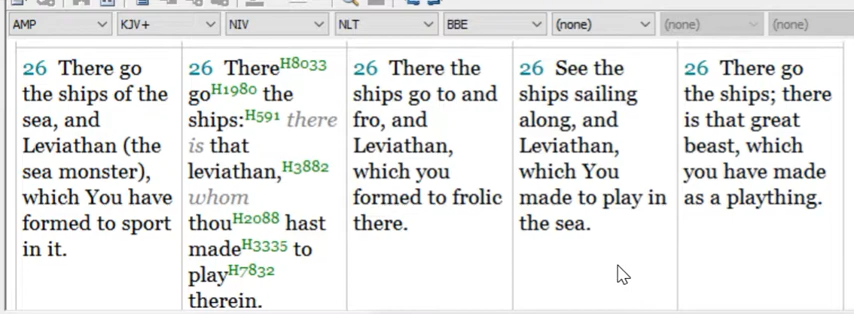 AMP KJV+ NIV NLT BBE (none) (none) (none)
26 There go
the ships of the
sea, and
Leviathan (the
sea monster),
which You have
formed to sport
in it.
26 ThereH8033
goH1980 the
ships:H591 there
is that
leviathan,H3882
whom
thouH2088 hast
madeH3335 to
playH7832
therein.
26 There the
ships go to and
fro, and
Leviathan,
which you
formed to frolic
there.
26 See the
ships sailing
along, and
Leviathan,
which You
made to play in
the sea.
26 There go
the ships; there
is that great
beast, which
you have made
as a plaything.